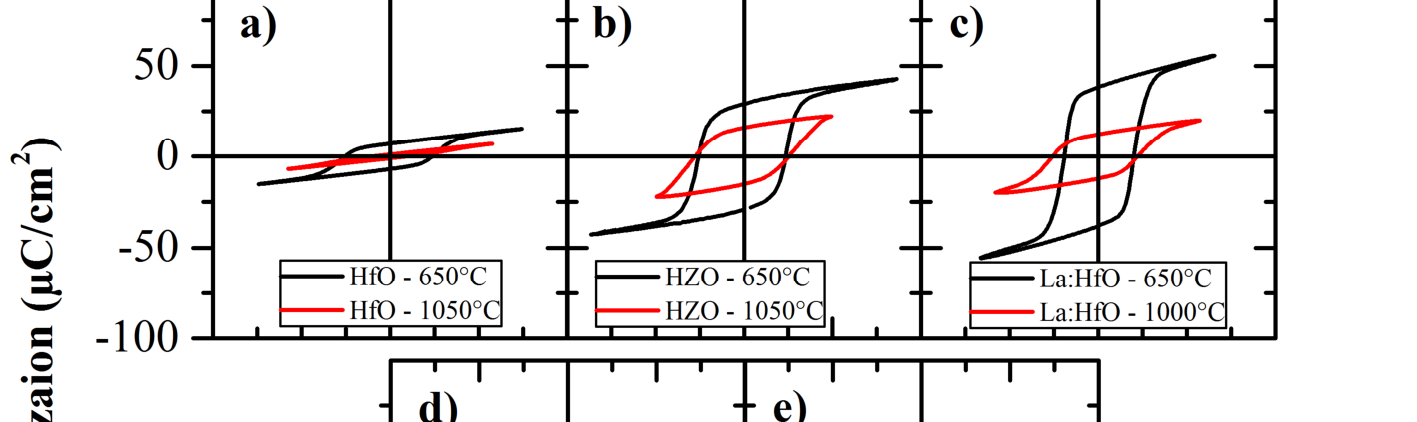 a)
b)
c)
50
0
-50
-100
zaion (μC/cm²)
HfO - 650°C
HfO - 1050°C
HZO - 650°C
HZO - 1050°C
La:HfO - 650°C
La:HfO - 1000°C
d)
e)